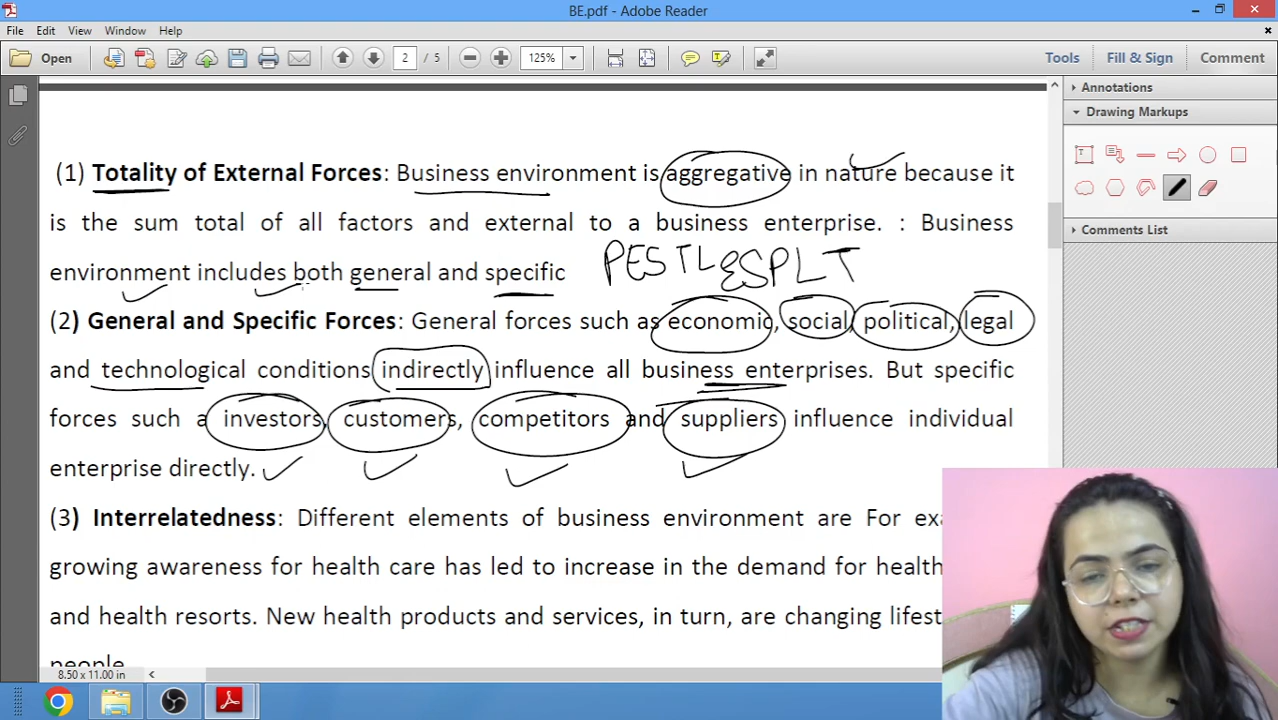 BE.pdf - Adobe Reader
File Edit View Window Help
Open 2 / 5 125% Tools Fill & Sign Comment
Annotations
Drawing Markups
Comments List
(1) Totality of External Forces: Business environment is aggregative in nature because it
is the sum total of all factors and external to a business enterprise. : Business
environment includes both general and specific PESTLE ESPLT
(2) General and Specific Forces: General forces such as economic, social, political, legal
and technological conditions indirectly influence all business enterprises. But specific
forces such a investors, customers, competitors and suppliers influence individual
enterprise directly.
(3) Interrelatedness: Different elements of business environment are For
growing awareness for health care has led to increase in the demand for health
and health resorts. New health products and services, in turn, are changing
people
8.50 x 11.00 in